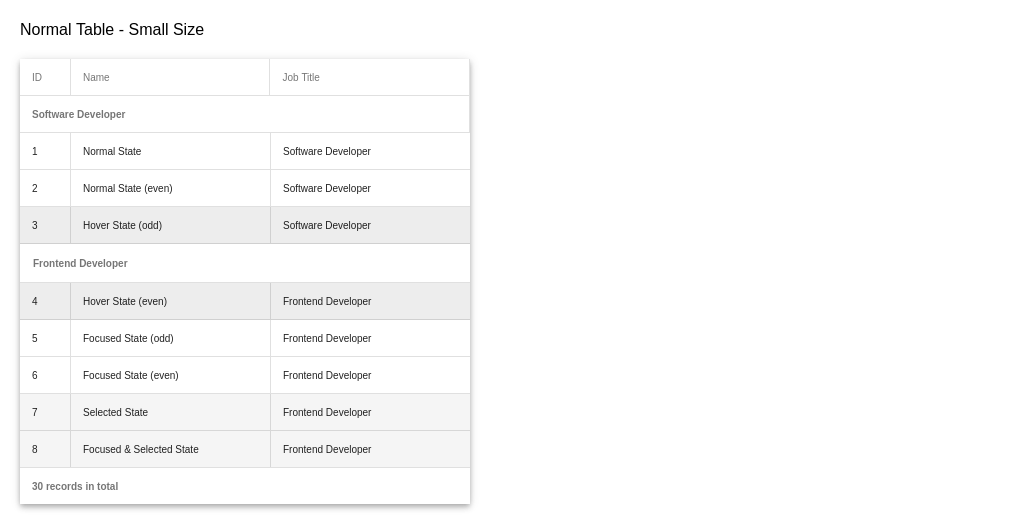 Normal Table - Small Size
ID Name Job Title
Software Developer
1 Normal State Software Developer
2 Normal State (even) Software Developer
3 Hover State (odd) Software Developer
Frontend Developer
4 Hover State (even) Frontend Developer
5 Focused State (odd) Frontend Developer
6 Focused State (even) Frontend Developer
7 Selected State Frontend Developer
8 Focused & Selected State Frontend Developer
30 records in total